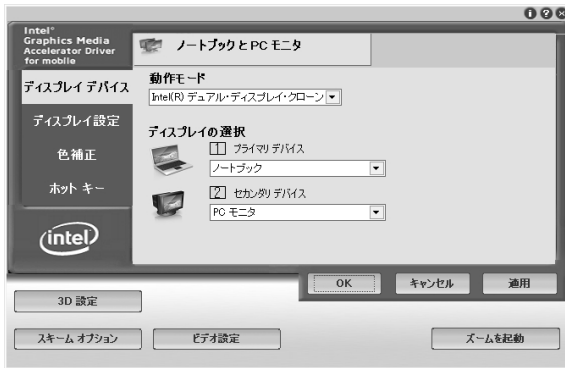 Intel®
Graphics Media
Accelerator Driver
for mobile
ノートブックと PC モニタ
ディスプレイ デバイス
ディスプレイ設定
色補正
ホット キー
intel
動作モード
Intel(R) デュアル・ディスプレイ・クローン
ディスプレイの選択
1 プライマリ デバイス
ノートブック
2 セカンダリ デバイス
PC モニタ
OK キャンセル 適用
3D 設定
スキーム オプション ビデオ設定 ズームを起動